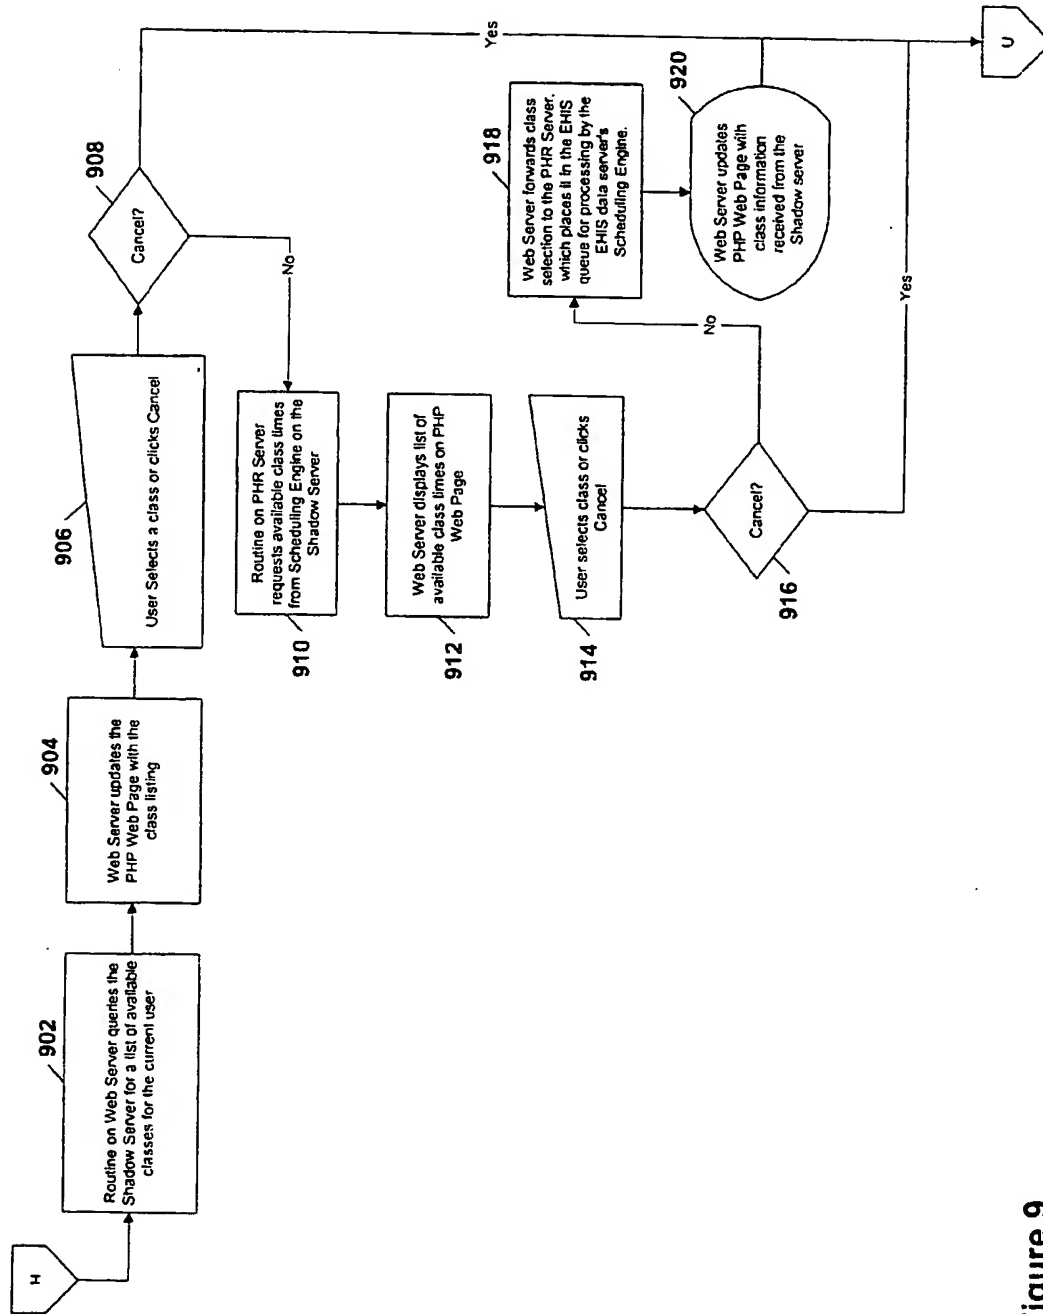 H
902
Routine on Web Server queries the
Shadow Server for a list of available
classes for the current user
904
Web Server updates the
PHP Web Page with the
class listing
906
User Selects a class or clicks Cancel
908
Cancel?
Yes
No
910
Routine on PHR Server
requests available class times
from Scheduling Engine on the
Shadow Server
912
Web Server displays list of
available class times on PHP
Web Page
914
User selects class or clicks
Cancel
916
Cancel?
No
Yes
918
Web Server forwards class
selection to the PHR Server,
which places it in the EHIS
queue for processing by the
EHIS data server's
Scheduling Engine.
920
Web Server updates
PHP Web Page with
class information
received from the
Shadow server
U
Figure 9